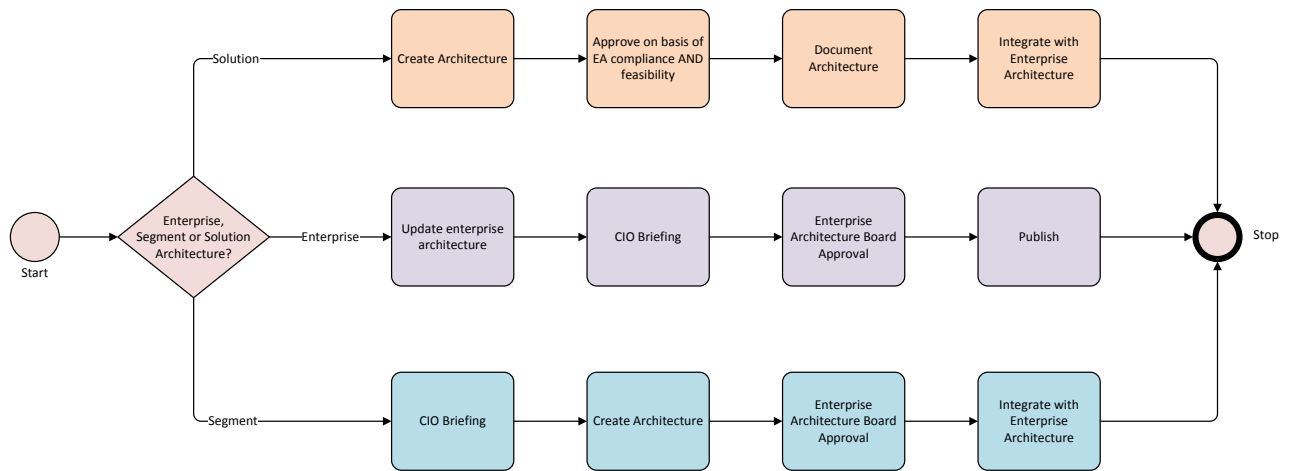 Solution
Create Architecture
Approve on basis of
EA compliance AND
feasibility
Document
Architecture
Integrate with
Enterprise
Architecture
Start
Enterprise,
Segment or Solution
Architecture?
Enterprise
Update enterprise
architecture
CIO Briefing
Enterprise
Architecture Board
Approval
Publish
Stop
Segment
CIO Briefing
Create Architecture
Enterprise
Architecture Board
Approval
Integrate with
Enterprise
Architecture